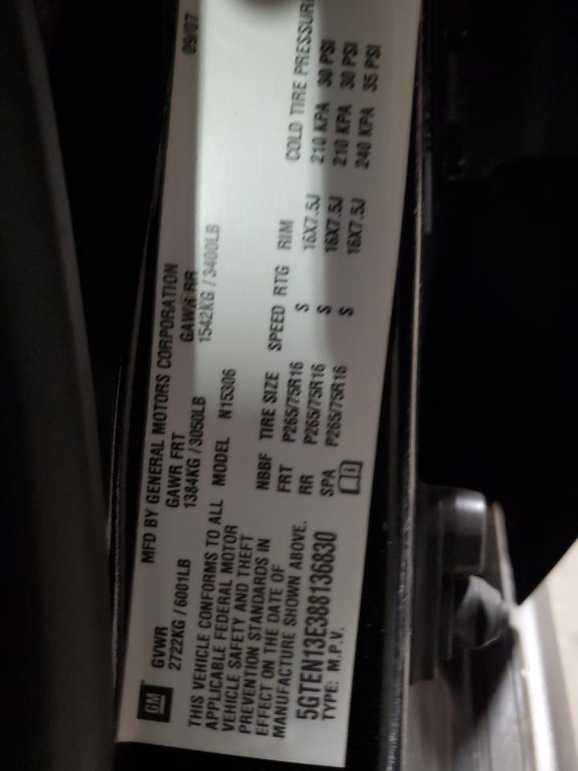 GM
MFD BY GENERAL MOTORS CORPORATION 09/07
GVWR GAWR FRT GAWR RR
2722KG / 6001LB 1384KG / 3050LB 1542KG / 3400LB
THIS VEHICLE CONFORMS TO ALL
APPLICABLE FEDERAL MOTOR
VEHICLE SAFETY AND THEFT
PREVENTION STANDARDS IN
EFFECT ON THE DATE OF
MANUFACTURE SHOWN ABOVE.
5GTEN13E388136830
TYPE: M.P.V.
MODEL N15306
NBBF TIRE SIZE SPEED RTG RIM COLD TIRE PRESSURE
FRT P265/75R16 S 16X7.5J 210 KPA 30 PSI
RR P265/75R16 S 16X7.5J 210 KPA 30 PSI
SPA P265/75R16 S 16X7.5J 240 KPA 35 PSI